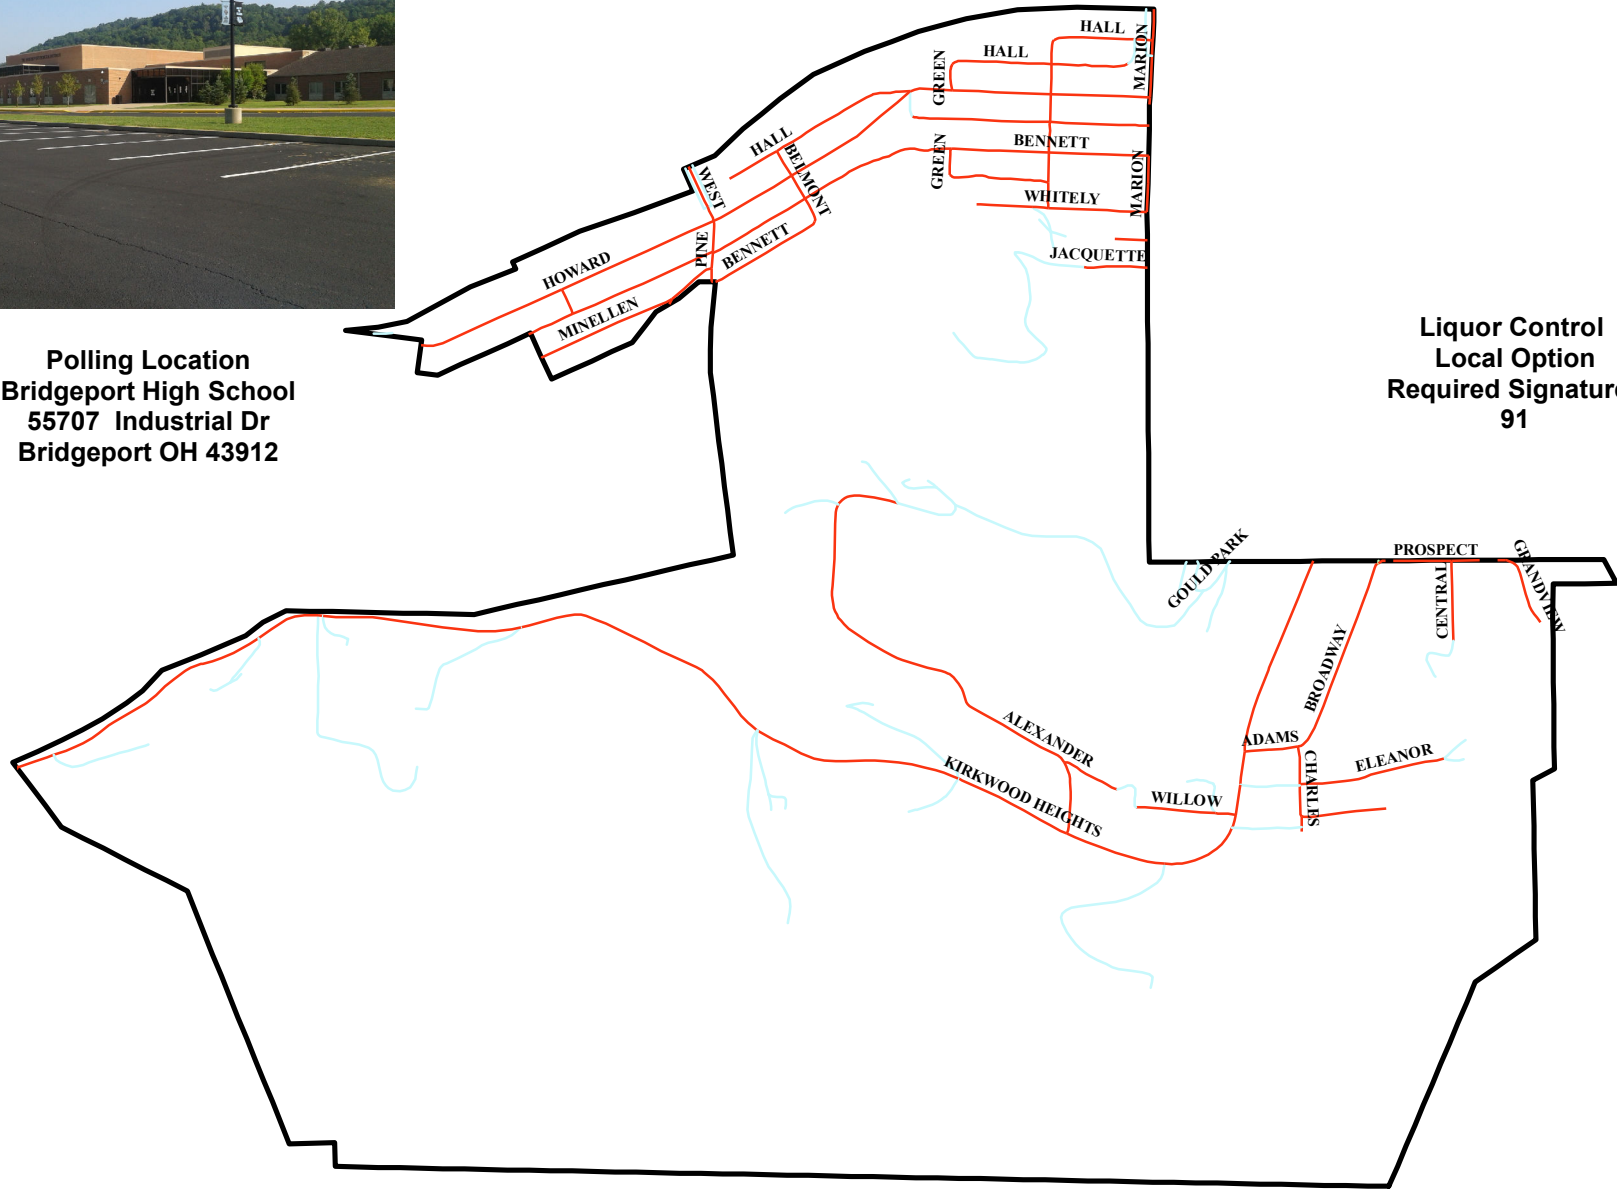 HALL
HALL
MARION
GREEN
HALL
BELMONT
GREEN
BENNETT
WEST
WHITELY
MARION
PINE
BENNETT
JACQUETTE
HOWARD
MINELLEN
Polling Location
Bridgeport High School
55707 Industrial Dr
Bridgeport OH 43912
Liquor Control
Local Option
Required Signature
91
GOULD PARK
PROSPECT
GRANDVIEW
CENTRAL
BROADWAY
ALEXANDER
ADAMS
ELEANOR
KIRKWOOD HEIGHTS
WILLOW
CHARLES